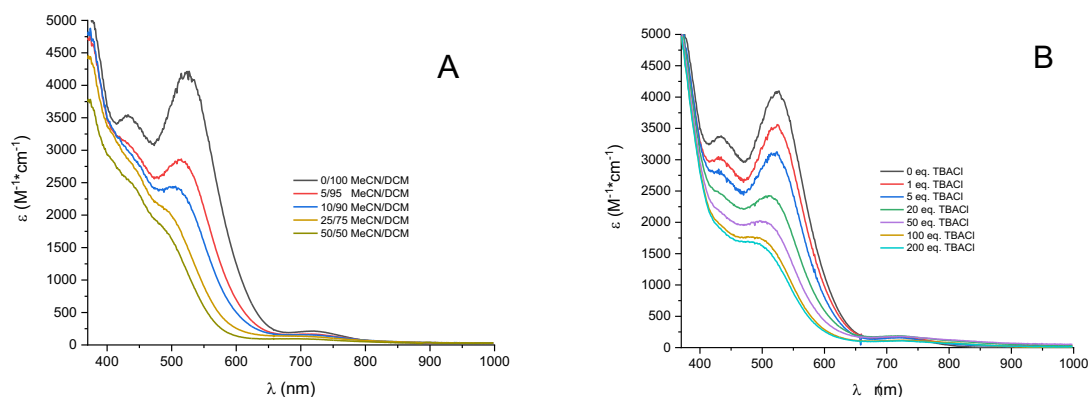 A
5000
4500
4000
3500
3000
2500
2000
1500
1000
500
0
ε (M⁻¹*cm⁻¹)
400 500 600 700 800 900 1000
λ (nm)
0/100 MeCN/DCM
5/95 MeCN/DCM
10/90 MeCN/DCM
25/75 MeCN/DCM
50/50 MeCN/DCM
B
5000
4500
4000
3500
3000
2500
2000
1500
1000
500
0
ε (M⁻¹*cm⁻¹)
400 500 600 700 800 900 1000
λ (nm)
0 eq. TBACl
1 eq. TBACl
5 eq. TBACl
20 eq. TBACl
50 eq. TBACl
100 eq. TBACl
200 eq. TBACl